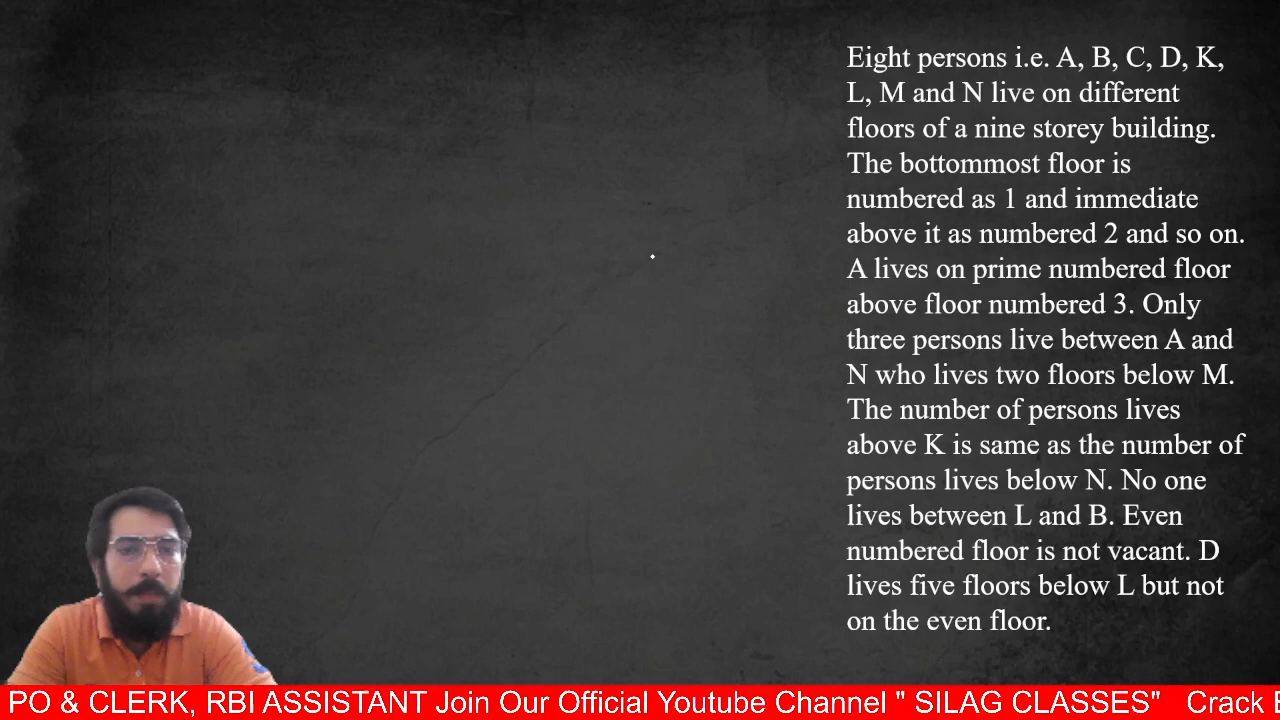 Eight persons i.e. A, B, C, D, K,
L, M and N live on different
floors of a nine storey building.
The bottommost floor is
numbered as 1 and immediate
above it as numbered 2 and so on.
A lives on prime numbered floor
above floor numbered 3. Only
three persons live between A and
N who lives two floors below M.
The number of persons lives
above K is same as the number of
persons lives below N. No one
lives between L and B. Even
numbered floor is not vacant. D
lives five floors below L but not
on the even floor.
PO & CLERK, RBI ASSISTANT Join Our Official Youtube Channel " SILAG CLASSES" Crack